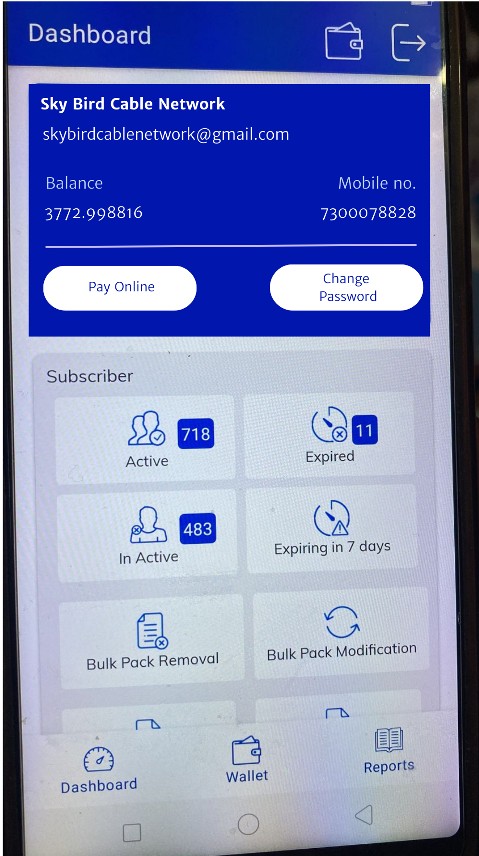 Dashboard
Sky Bird Cable Network
skybirdcablenetwork@gmail.com
Balance
Mobile no.
3772.998816
7300078828
Pay Online
Change
Password
Subscriber
718
Active
11
Expired
483
In Active
Expiring in 7 days
Bulk Pack Removal
Bulk Pack Modification
Dashboard
Wallet
Reports